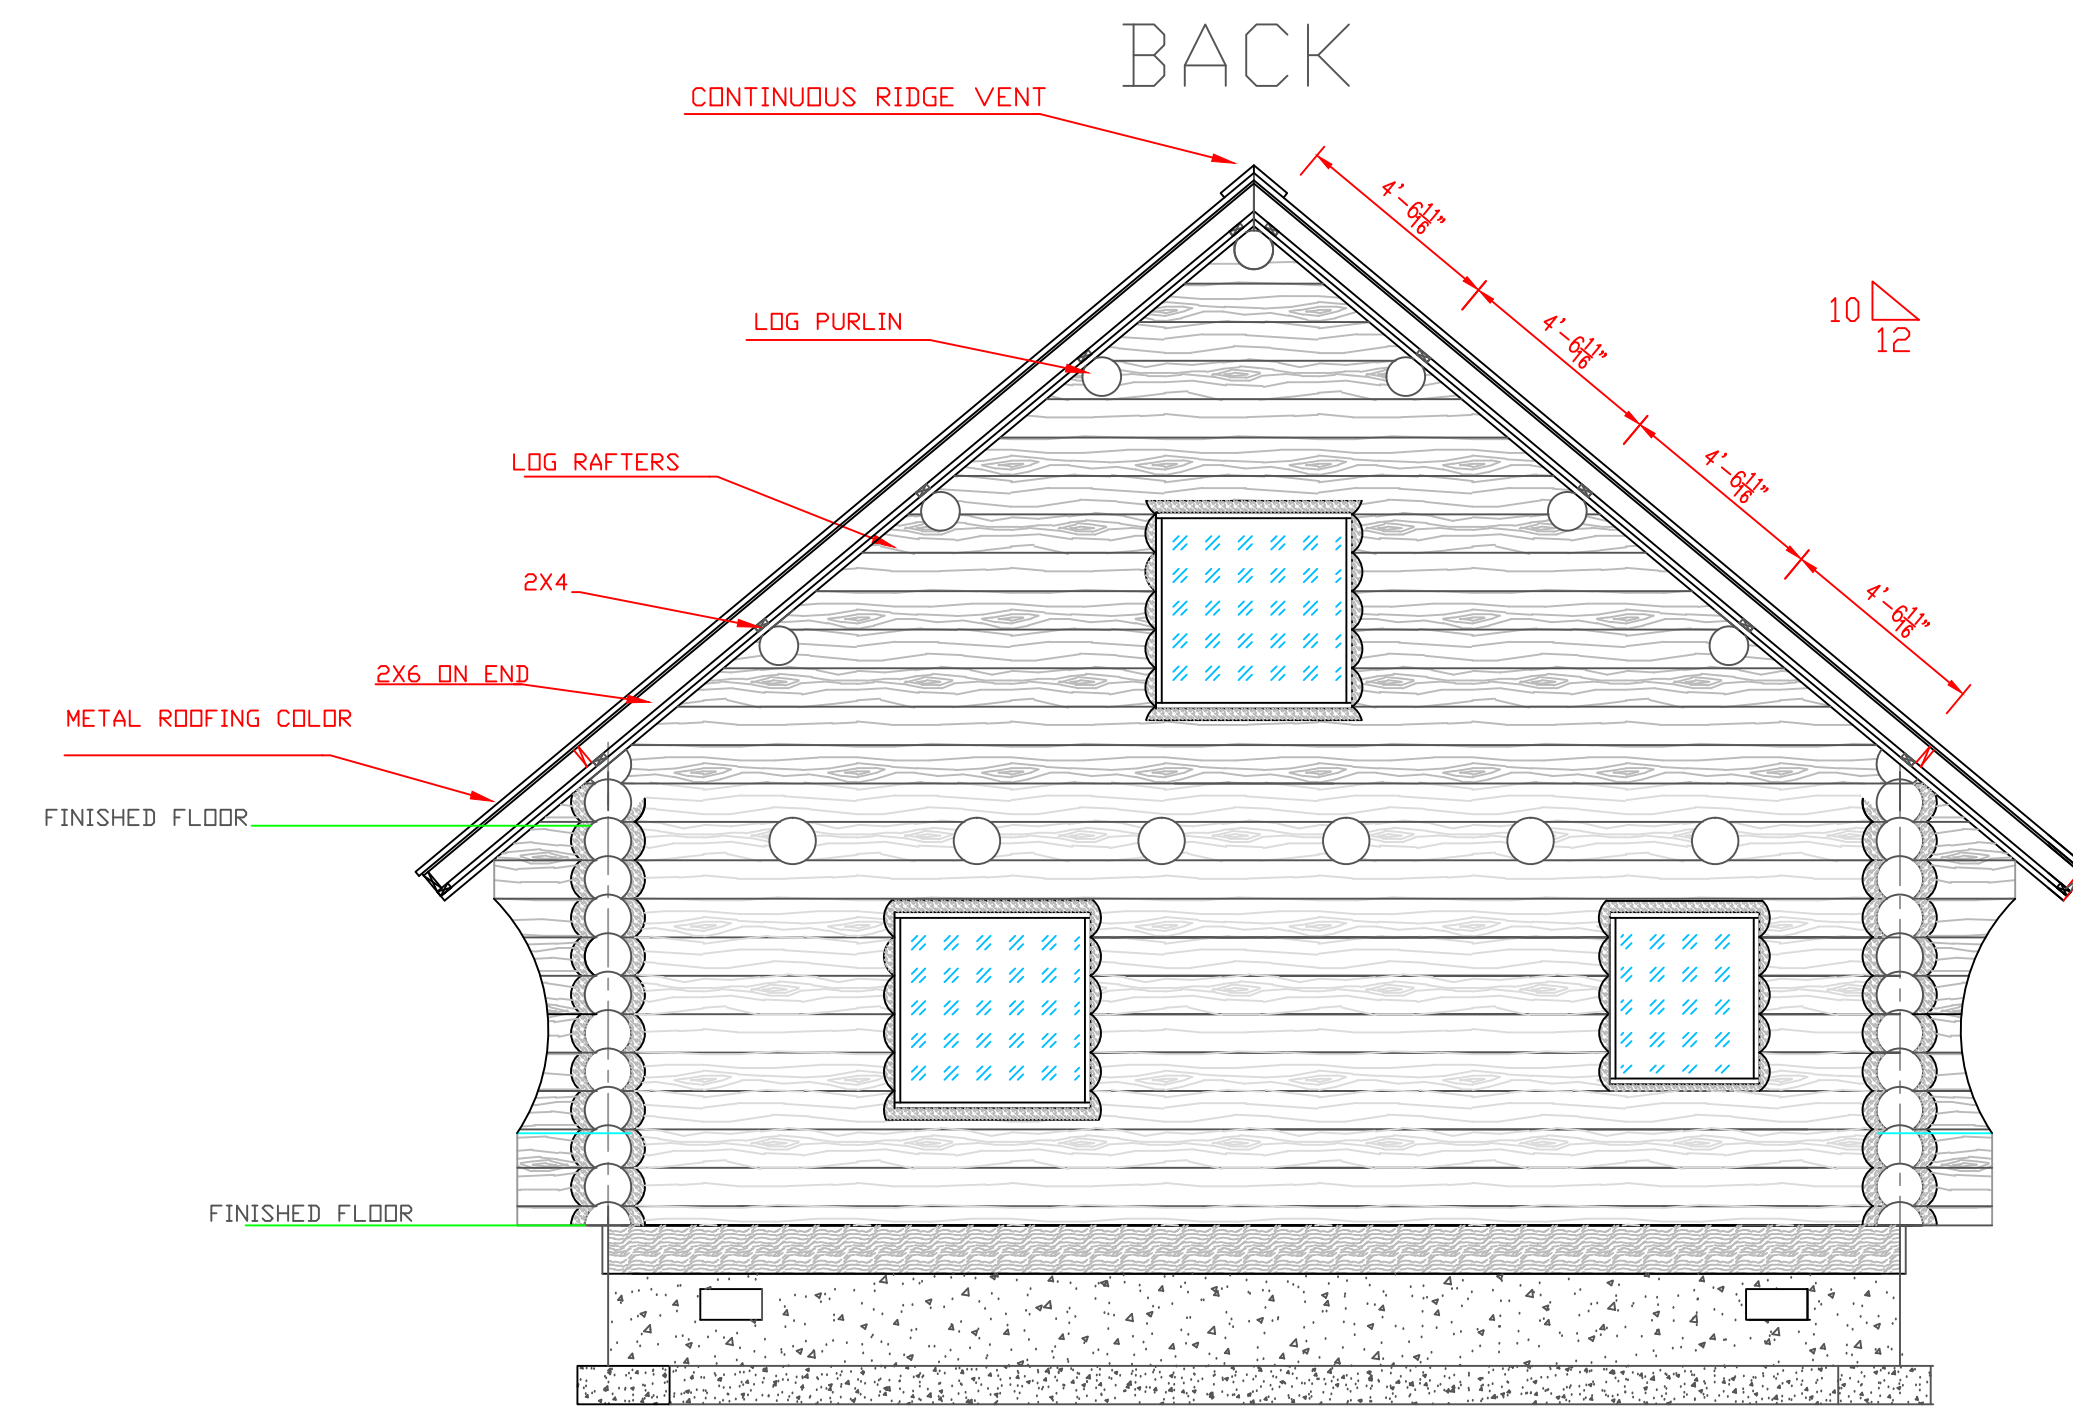 BACK
CONTINUOUS RIDGE VENT
4'-6 11/16"
10
12
LOG PURLIN
4'-6 11/16"
LOG RAFTERS
4'-6 11/16"
2X4
4'-6 11/16"
2X6 ON END
METAL ROOFING COLOR
FINISHED FLOOR
FINISHED FLOOR